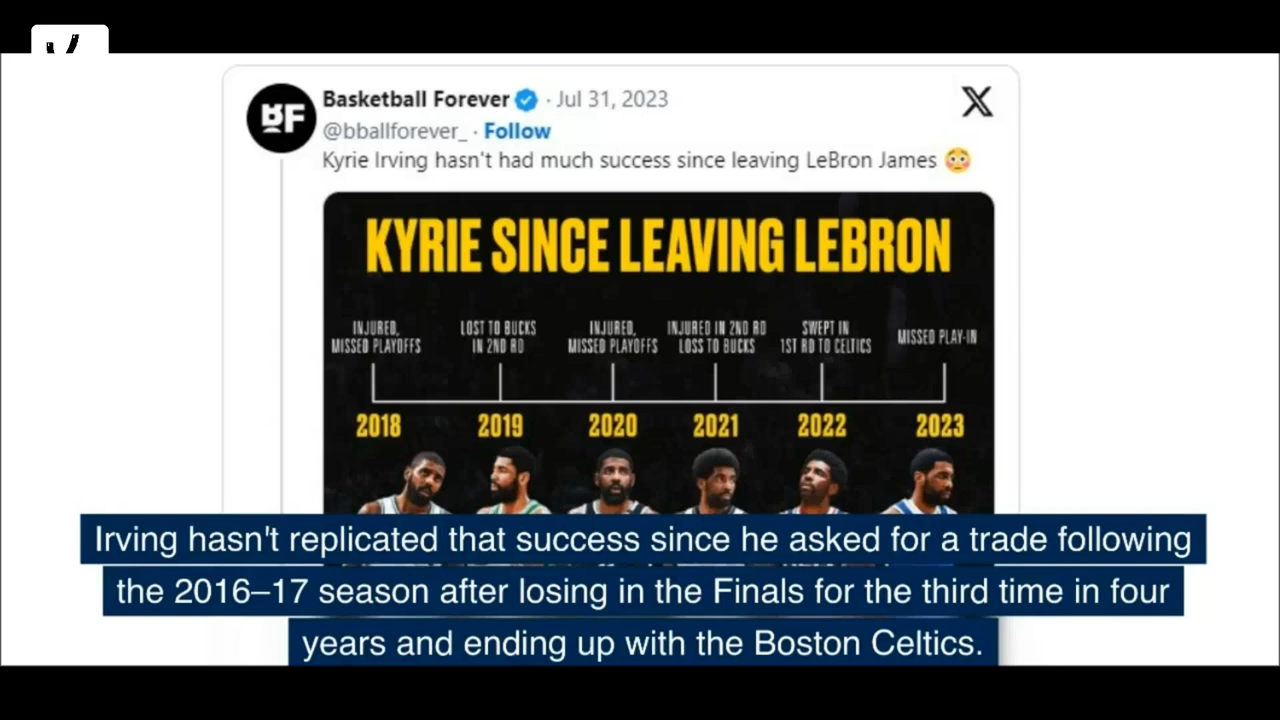 BF
Basketball Forever · Jul 31, 2023
@bballforever_ · Follow
Kyrie Irving hasn't had much success since leaving LeBron James 😳
KYRIE SINCE LEAVING LEBRON
INJURED,
MISSED PLAYOFFS
LOST TO BUCKS
IN 2ND RD
INJURED,
MISSED PLAYOFFS
INJURED IN 2ND RD
LOSS TO BUCKS
SWEPT IN
1ST RD TO CELTICS
MISSED PLAY-IN
2018 2019 2020 2021 2022 2023
Irving hasn't replicated that success since he asked for a trade following
the 2016–17 season after losing in the Finals for the third time in four
years and ending up with the Boston Celtics.